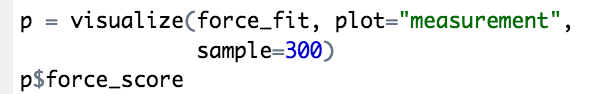 p = visualize(force_fit, plot="measurement",
sample=300)
p$force_score